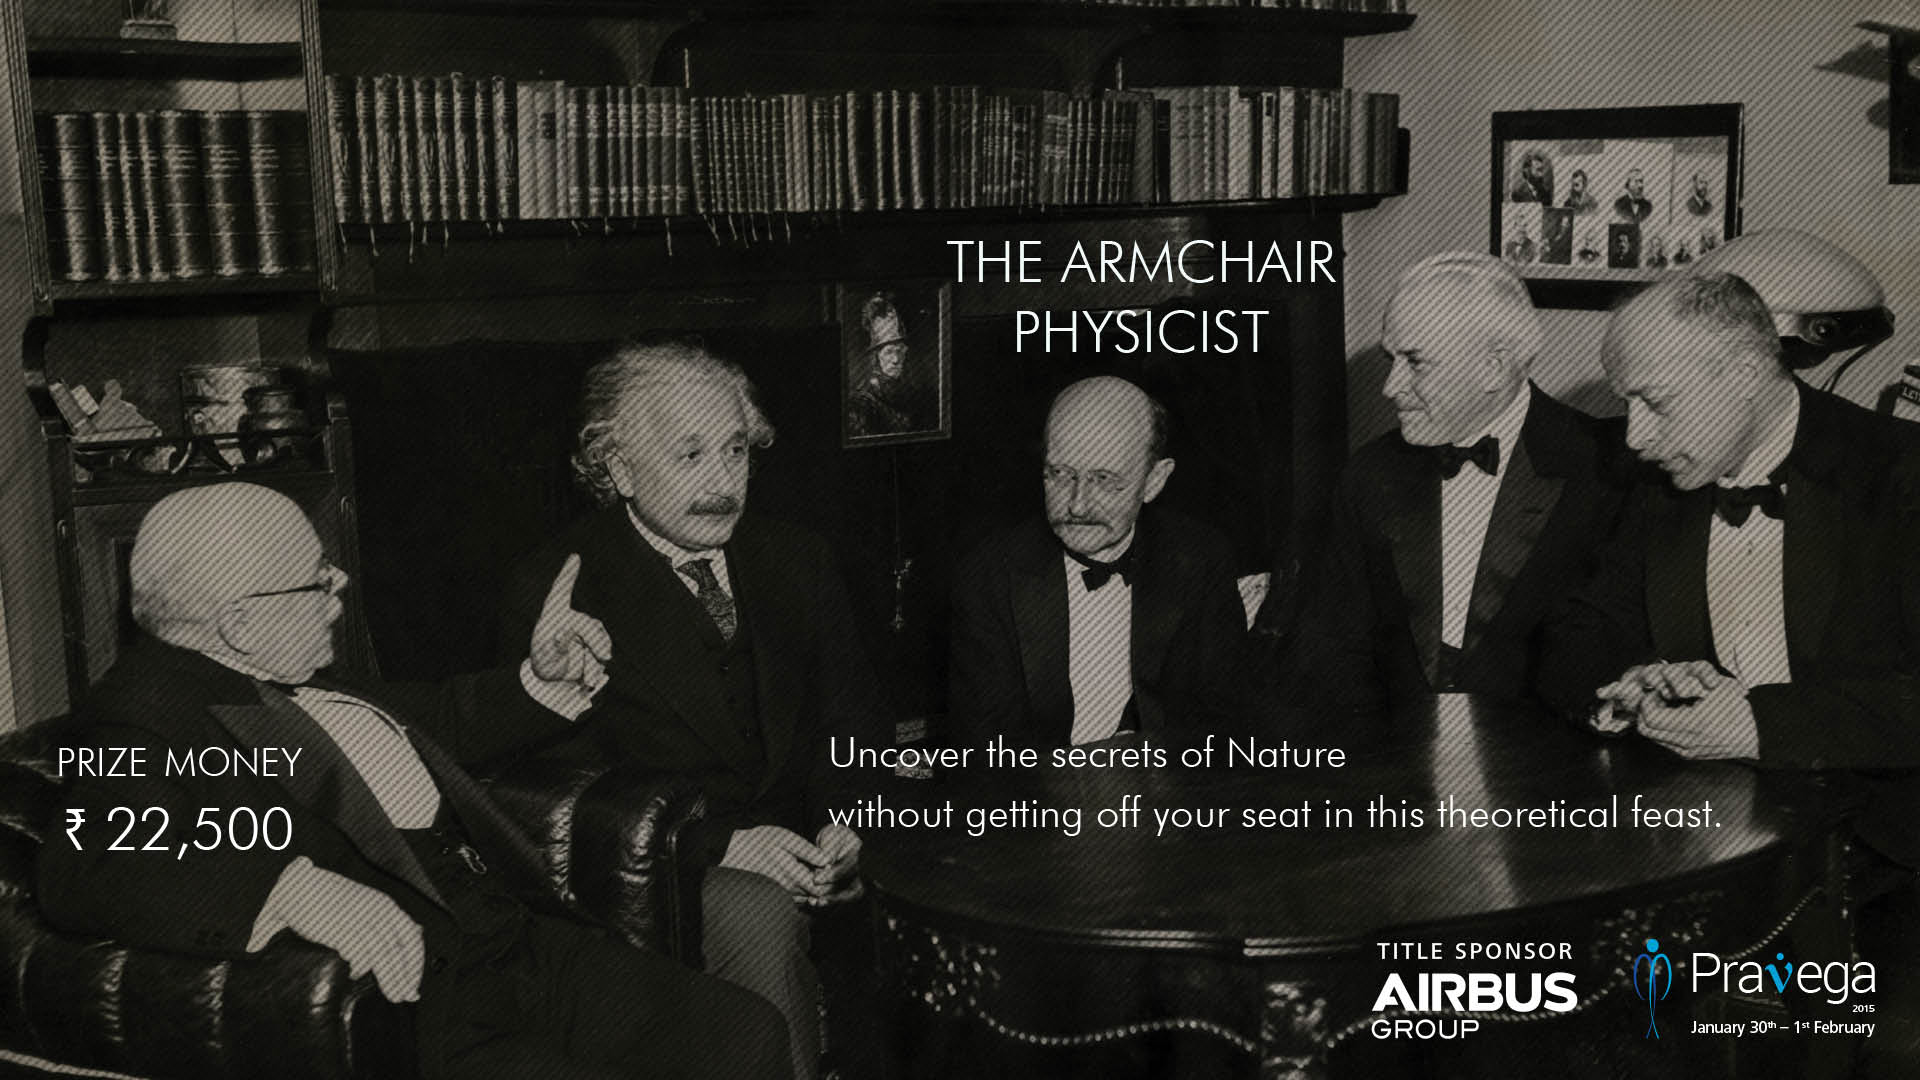 THE ARMCHAIR
PHYSICIST
PRIZE MONEY
₹ 22,500
Uncover the secrets of Nature
without getting off your seat in this theoretical feast.
TITLE SPONSOR
AIRBUS
GROUP
Pravega
2015
January 30th – 1st February